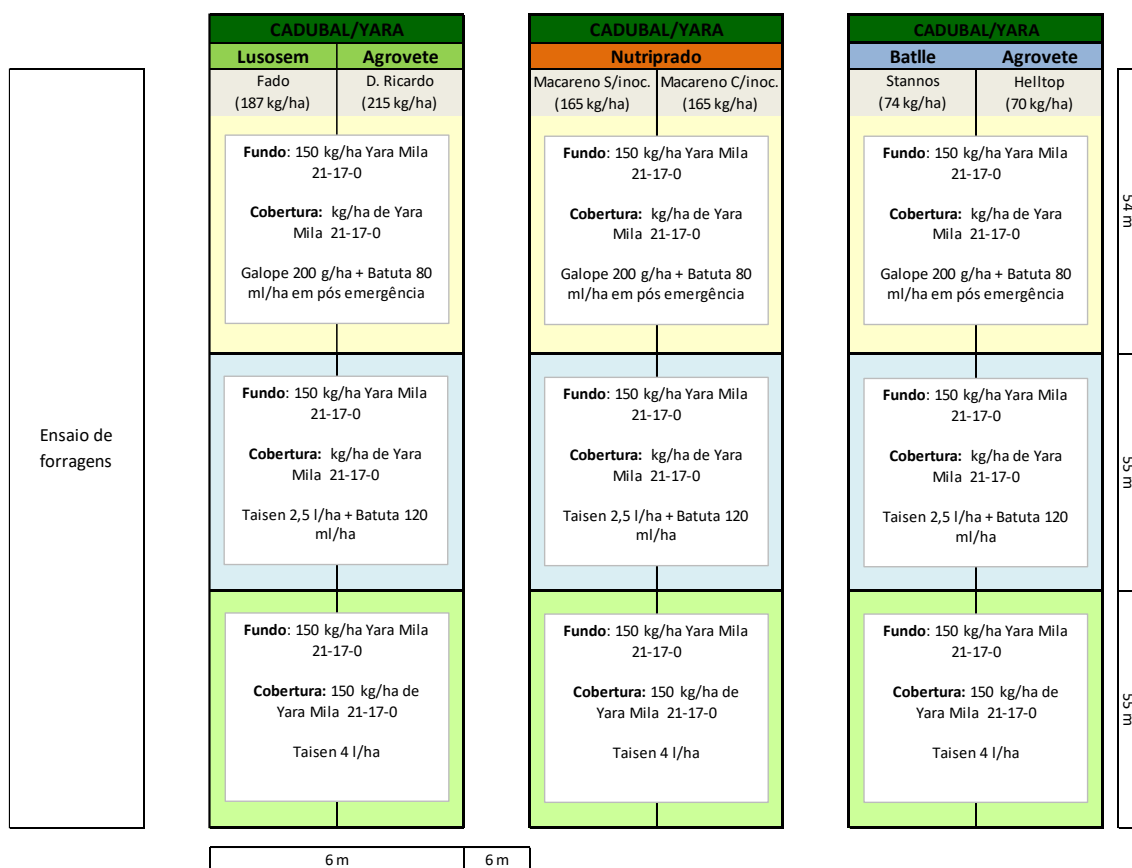 CADUBAL/YARA
CADUBAL/YARA
CADUBAL/YARA
Lusosem Agrovete
Nutriprado
Batlle Agrovete
Fado
(187 kg/ha)
D. Ricardo
(215 kg/ha)
Macareno S/inoc.
(165 kg/ha)
Macareno C/inoc.
(165 kg/ha)
Stannos
(74 kg/ha)
Helltop
(70 kg/ha)
Ensaio de
forragens
Fundo: 150 kg/ha Yara Mila
21-17-0
Cobertura: kg/ha de Yara
Mila 21-17-0
Galope 200 g/ha + Batuta 80
ml/ha em pós emergência
Fundo: 150 kg/ha Yara Mila
21-17-0
Cobertura: kg/ha de Yara
Mila 21-17-0
Galope 200 g/ha + Batuta 80
ml/ha em pós emergência
Fundo: 150 kg/ha Yara Mila
21-17-0
Cobertura: kg/ha de Yara
Mila 21-17-0
Galope 200 g/ha + Batuta 80
ml/ha em pós emergência
54 m
Fundo: 150 kg/ha Yara Mila
21-17-0
Cobertura: kg/ha de Yara
Mila 21-17-0
Taisen 2,5 l/ha + Batuta 120
ml/ha
Fundo: 150 kg/ha Yara Mila
21-17-0
Cobertura: kg/ha de Yara
Mila 21-17-0
Taisen 2,5 l/ha + Batuta 120
ml/ha
Fundo: 150 kg/ha Yara Mila
21-17-0
Cobertura: kg/ha de Yara
Mila 21-17-0
Taisen 2,5 l/ha + Batuta 120
ml/ha
55 m
Fundo: 150 kg/ha Yara Mila
21-17-0
Cobertura: 150 kg/ha de
Yara Mila 21-17-0
Taisen 4 l/ha
Fundo: 150 kg/ha Yara Mila
21-17-0
Cobertura: 150 kg/ha de
Yara Mila 21-17-0
Taisen 4 l/ha
Fundo: 150 kg/ha Yara Mila
21-17-0
Cobertura: 150 kg/ha de
Yara Mila 21-17-0
Taisen 4 l/ha
55 m
6 m
6 m